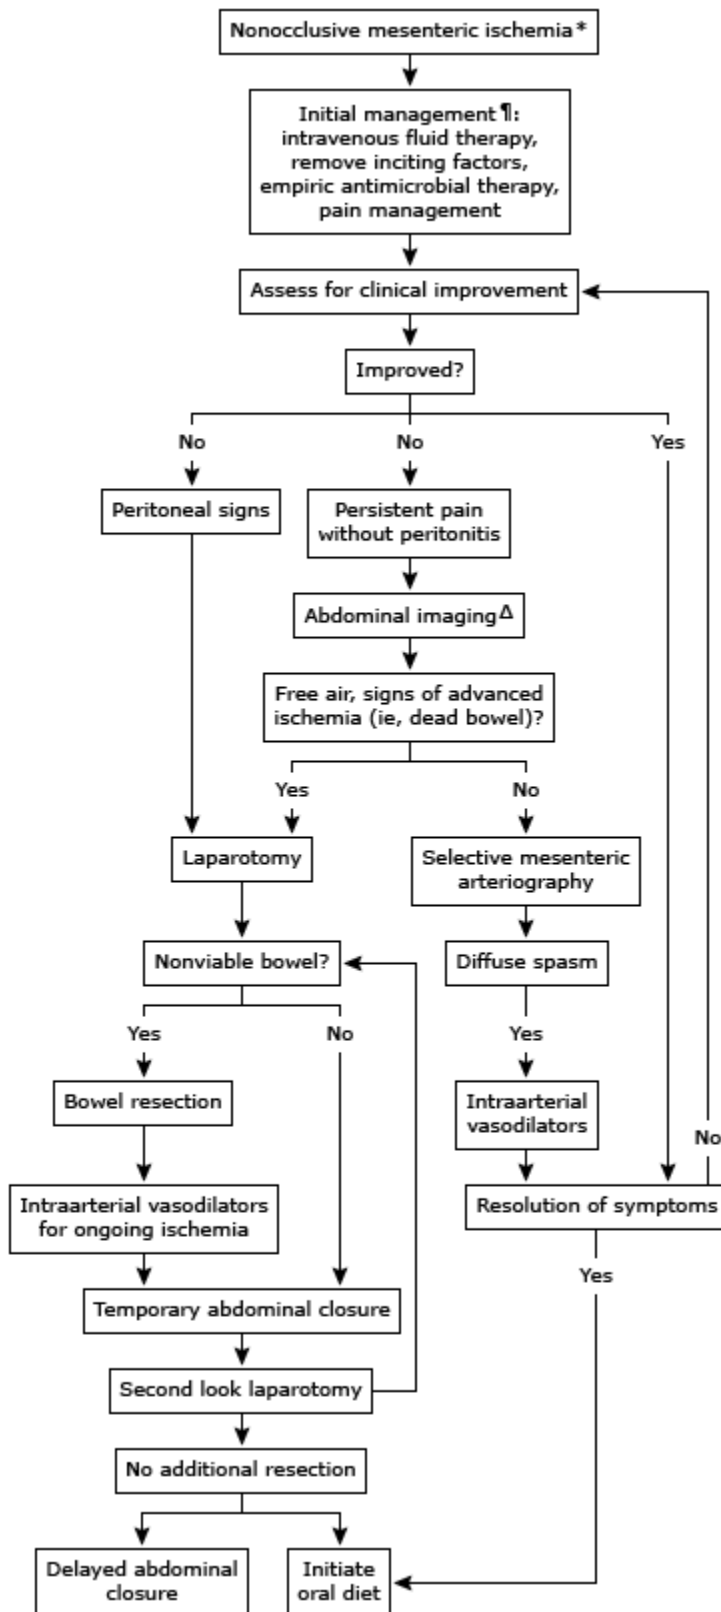 Nonocclusive mesenteric ischemia*
Initial management¶:
intravenous fluid therapy,
remove inciting factors,
empiric antimicrobial therapy,
pain management
Assess for clinical improvement
Improved?
No
No
Yes
Peritoneal signs
Persistent pain
without peritonitis
Abdominal imagingΔ
Free air, signs of advanced
ischemia (ie, dead bowel)?
Yes
No
Laparotomy
Selective mesenteric
arteriography
Nonviable bowel?
Diffuse spasm
Yes
No
Yes
Bowel resection
Intraarterial
vasodilators
No
Intraarterial vasodilators
for ongoing ischemia
Resolution of symptoms
Yes
Temporary abdominal closure
Second look laparotomy
No additional resection
Delayed abdominal
closure
Initiate
oral diet